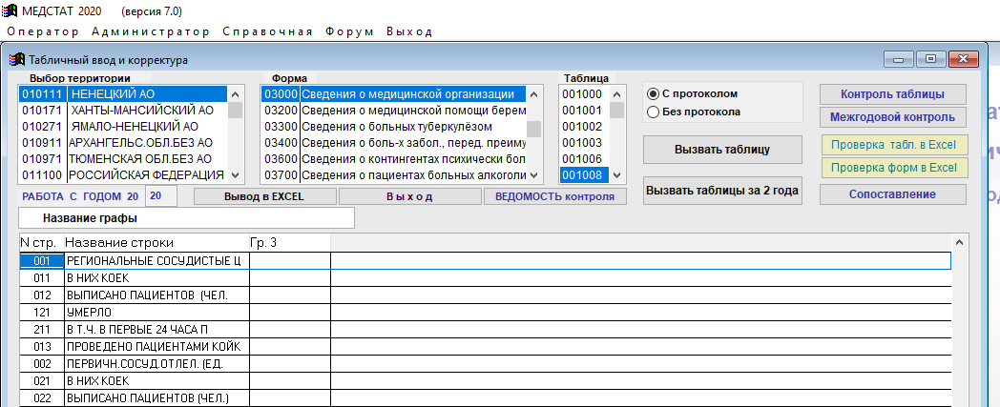 МЕДСТАТ 2020 (версия 7.0)
Оператор Администратор Справочная Форум Выход
Табличный ввод и корректура
Выбор территории Форма Таблица
010111 НЕНЕЦКИЙ АО
010171 ХАНТЫ-МАНСИЙСКИЙ АО
010271 ЯМАЛО-НЕНЕЦКИЙ АО
010911 АРХАНГЕЛЬС.ОБЛ.БЕЗ АО
010971 ТЮМЕНСКАЯ ОБЛ.БЕЗ АО
011100 РОССИЙСКАЯ ФЕДЕРАЦИЯ
03000 Сведения о медицинской организации
03200 Сведения о медицинской помощи берем
03300 Сведения о больных туберкулёзом
03400 Сведения о боль-х забол., перед. преиму
03600 Сведения о контингентах психически бол
03700 Сведения о пациентах больных алкоголи
001000
001001
001002
001003
001006
001008
С протоколом
Без протокола
Вызвать таблицу
Вызвать таблицы за 2 года
Контроль таблицы
Межгодовой контроль
Проверка табл. в Excel
Проверка форм в Excel
Сопоставление
РАБОТА С ГОДОМ 20 20
Вывод в EXCEL
Выход
ВЕДОМОСТЬ контроля
Название графы
N стр. Название строки Гр. 3
001 РЕГИОНАЛЬНЫЕ СОСУДИСТЫЕ Ц
011 В НИХ КОЕК
012 ВЫПИСАНО ПАЦИЕНТОВ (ЧЕЛ.
121 УМЕРЛО
211 В Т.Ч. В ПЕРВЫЕ 24 ЧАСА П
013 ПРОВЕДЕНО ПАЦИЕНТАМИ КОЙК
002 ПЕРВИЧН.СОСУД.ОТЛЕЛ. (ЕД.
021 В НИХ КОЕК
022 ВЫПИСАНО ПАЦИЕНТОВ (ЧЕЛ.)